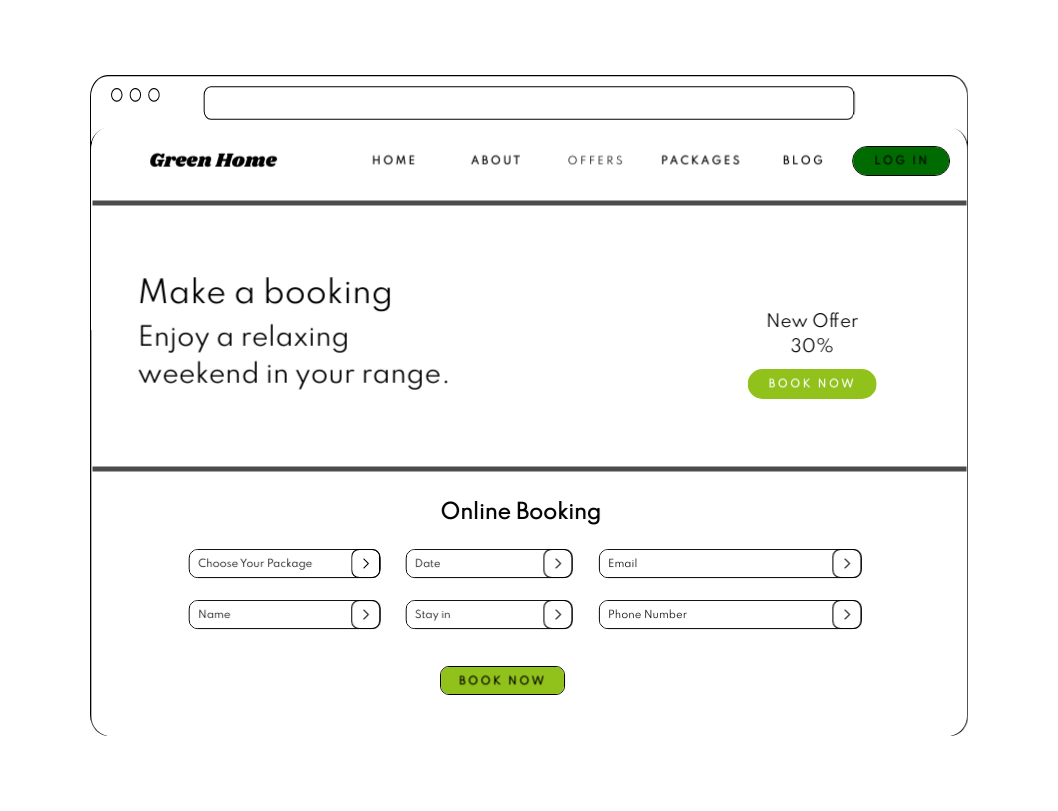 Green Home HOME ABOUT OFFERS PACKAGES BLOG LOG IN
Make a booking
Enjoy a relaxing
weekend in your range.
New Offer
30%
BOOK NOW
Online Booking
Choose Your Package Date Email
Name Stay in Phone Number
BOOK NOW